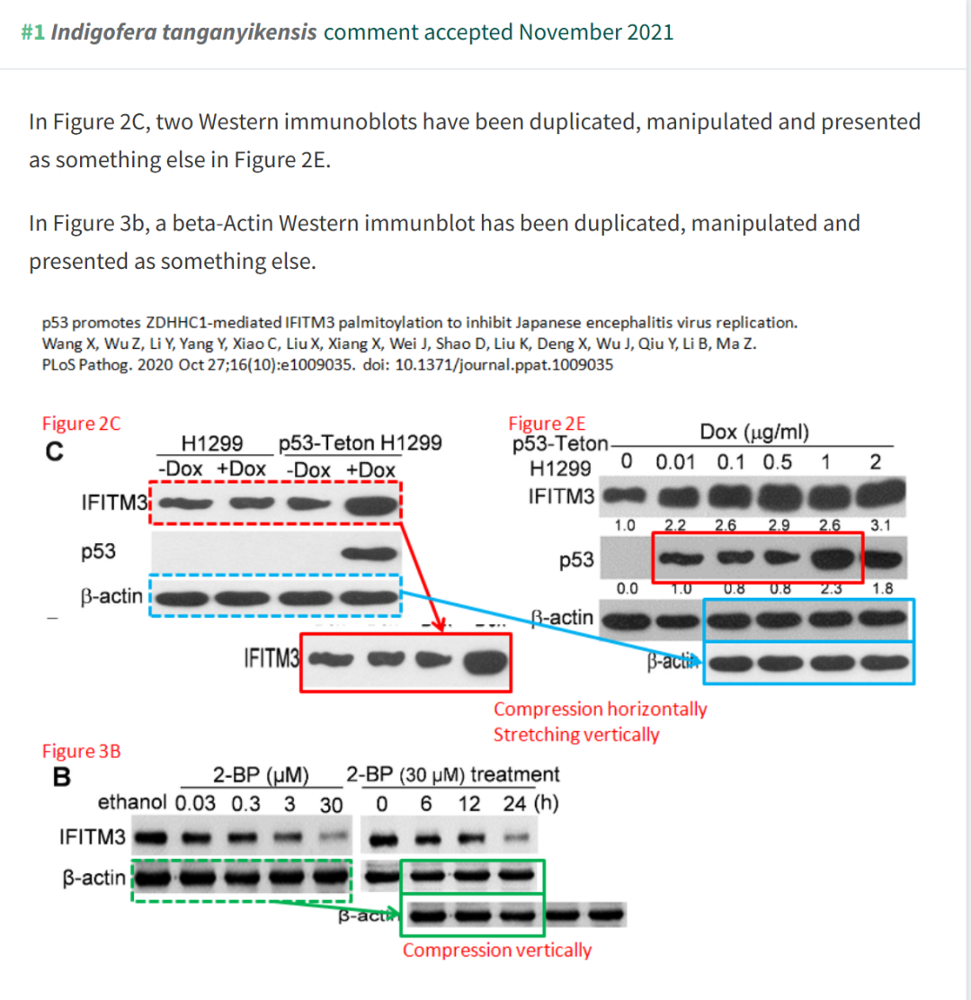 #1 Indigofera tanganyikensis comment accepted November 2021
In Figure 2C, two Western immunoblots have been duplicated, manipulated and presented
as something else in Figure 2E.
In Figure 3b, a beta-Actin Western immunblot has been duplicated, manipulated and
presented as something else.
p53 promotes ZDHHC1-mediated IFITM3 palmitoylation to inhibit Japanese encephalitis virus replication.
Wang X, Wu Z, Li Y, Yang Y, Xiao C, Liu X, Xiang X, Wei J, Shao D, Liu K, Deng X, Wu J, Qiu Y, Li B, Ma Z.
PLoS Pathog. 2020 Oct 27;16(10):e1009035. doi: 10.1371/journal.ppat.1009035
Figure 2C
C
H1299 p53-Teton H1299
-Dox +Dox -Dox +Dox
IFITM3
p53
β-actin
IFITM3
Figure 2E
p53-Teton
H1299
Dox (μg/ml)
0 0.01 0.1 0.5 1 2
IFITM3
1.0 2.2 2.6 2.9 2.6 3.1
p53
0.0 1.0 0.8 0.8 2.3 1.8
β-actin
β-actin
Compression horizontally
Stretching vertically
Figure 3B
B
2-BP (μM) 2-BP (30 μM) treatment
ethanol 0.03 0.3 3 30 0 6 12 24 (h)
IFITM3
β-actin
β-actin
Compression vertically